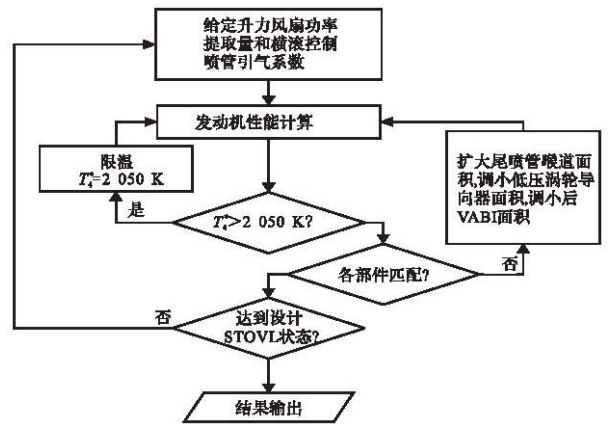 给定升力风扇功率
提取量和横滚控制
喷管引气系数
发动机性能计算
限温
T₄*=2 050 K
扩大尾喷管喉道面
积,调小低压涡轮导
向器面积,调小后
VABI面积
是
T₄*>2 050 K?
各部件匹配?
否
否
达到设计
STOVL状态?
结果输出